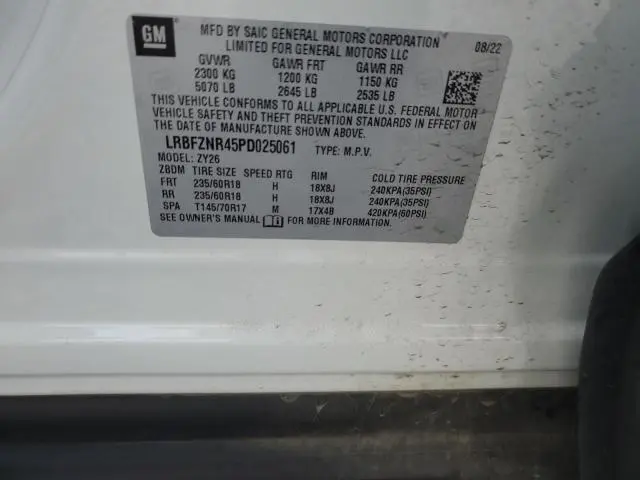 GM
MFD BY SAIC GENERAL MOTORS CORPORATION
LIMITED FOR GENERAL MOTORS LLC
08/22
GVWR GAWR FRT GAWR RR
2300 KG 1200 KG 1150 KG
5070 LB 2645 LB 2535 LB
THIS VEHICLE CONFORMS TO ALL APPLICABLE U.S. FEDERAL MOTOR
VEHICLE SAFETY AND THEFT PREVENTION STANDARDS IN EFFECT ON
THE DATE OF MANUFACTURE SHOWN ABOVE.
LRBFZNR45PD025061 TYPE: M.P.V.
MODEL: ZY26
ZBDM TIRE SIZE SPEED RTG RIM COLD TIRE PRESSURE
FRT 235/60R18 H 18X8J 240KPA(35PSI)
RR 235/60R18 H 18X8J 240KPA(35PSI)
SPA T145/70R17 M 17X4B 420KPA(60PSI)
SEE OWNER'S MANUAL FOR MORE INFORMATION.